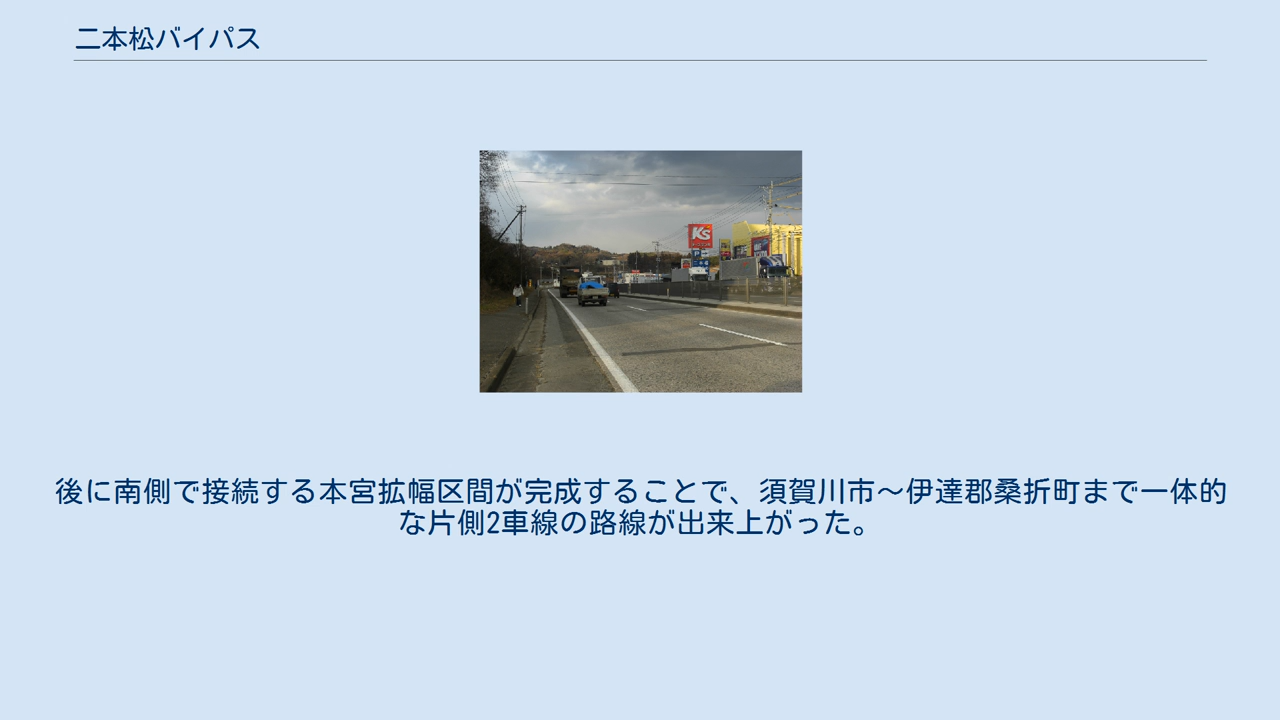 二本松バイパス
K's
後に南側で接続する本宮拡幅区間が完成することで、須賀川市～伊達郡桑折町まで一体的
な片側2車線の路線が出来上がった。